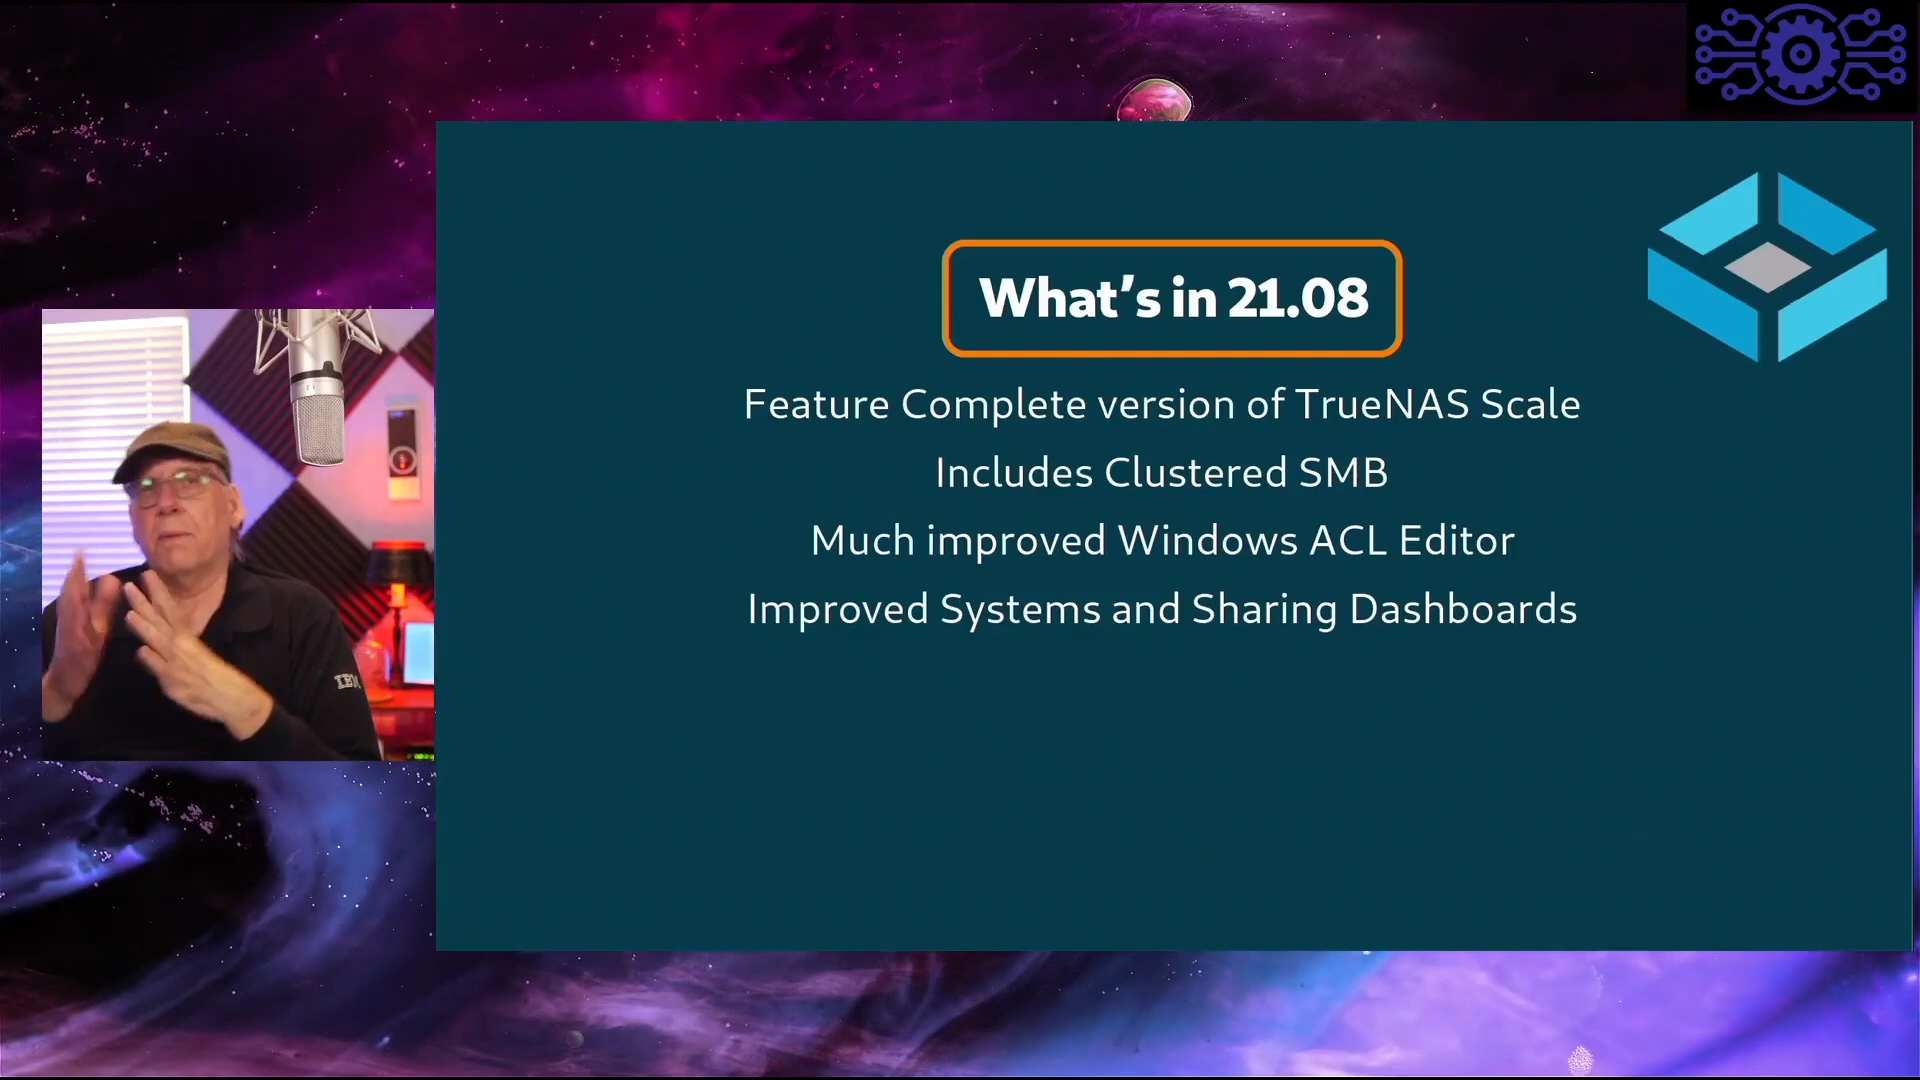 What's in 21.08
Feature Complete version of TrueNAS Scale
Includes Clustered SMB
Much improved Windows ACL Editor
Improved Systems and Sharing Dashboards
IBM